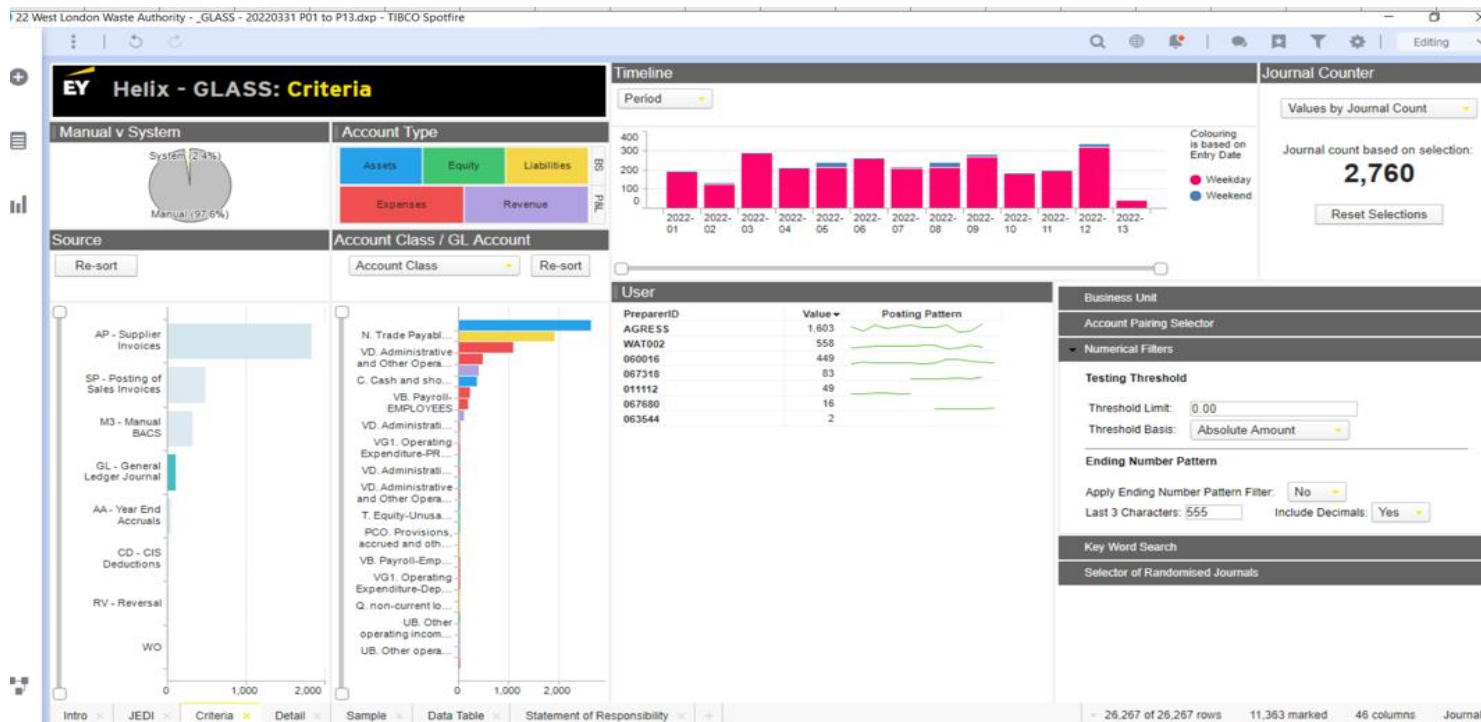 22 West London Waste Authority - _GLASS - 20220331 P01 to P13.dxp - TIBCO Spotfire
Editing
EY Helix - GLASS: Criteria
Timeline
Period
Journal Counter
Values by Journal Count
Journal count based on selection:
2,760
Reset Selections
Manual v System
System (2.4%)
Manual (97.6%)
Account Type
Assets
Equity
Liabilities
BS
Expenses
Revenue
P&L
400
300
200
100
0
2022-01
2022-02
2022-03
2022-04
2022-05
2022-06
2022-07
2022-08
2022-09
2022-10
2022-11
2022-12
2022-13
Colouring
is based on
Entry Date
Weekday
Weekend
Source
Re-sort
AP - Supplier
Invoices
SP - Posting of
Sales Invoices
M3 - Manual
BACS
GL - General
Ledger Journal
AA - Year End
Accruals
CD - CIS
Deductions
RV - Reversal
WO
0 1,000 2,000
Account Class / GL Account
Account Class
Re-sort
N. Trade Payabl...
VD. Administrative
and Other Opera...
C. Cash and sho...
VB. Payroll-
EMPLOYEES
VD. Administrati...
VG1. Operating
Expenditure-PR...
VD. Administrati...
VD. Administrative
and Other Opera...
T. Equity-Unusa...
PCO. Provisions,
accrued and oth...
VB. Payroll-Emp...
VG1. Operating
Expenditure-Dep...
Q. non-current lo...
UB. Other
operating incom...
UB. Other opera...
0 1,000 2,000
User
PreparerID Value Posting Pattern
AGRESS 1,603
WAT002 558
060016 449
067318 83
011112 49
067680 16
063544 2
Business Unit
Account Pairing Selector
Numerical Filters
Testing Threshold
Threshold Limit: 0.00
Threshold Basis: Absolute Amount
Ending Number Pattern
Apply Ending Number Pattern Filter: No
Last 3 Characters: 555 Include Decimals: Yes
Key Word Search
Selector of Randomised Journals
Intro JEDI Criteria Detail Sample Data Table Statement of Responsibility
26,267 of 26,267 rows 11,363 marked 46 columns Journal